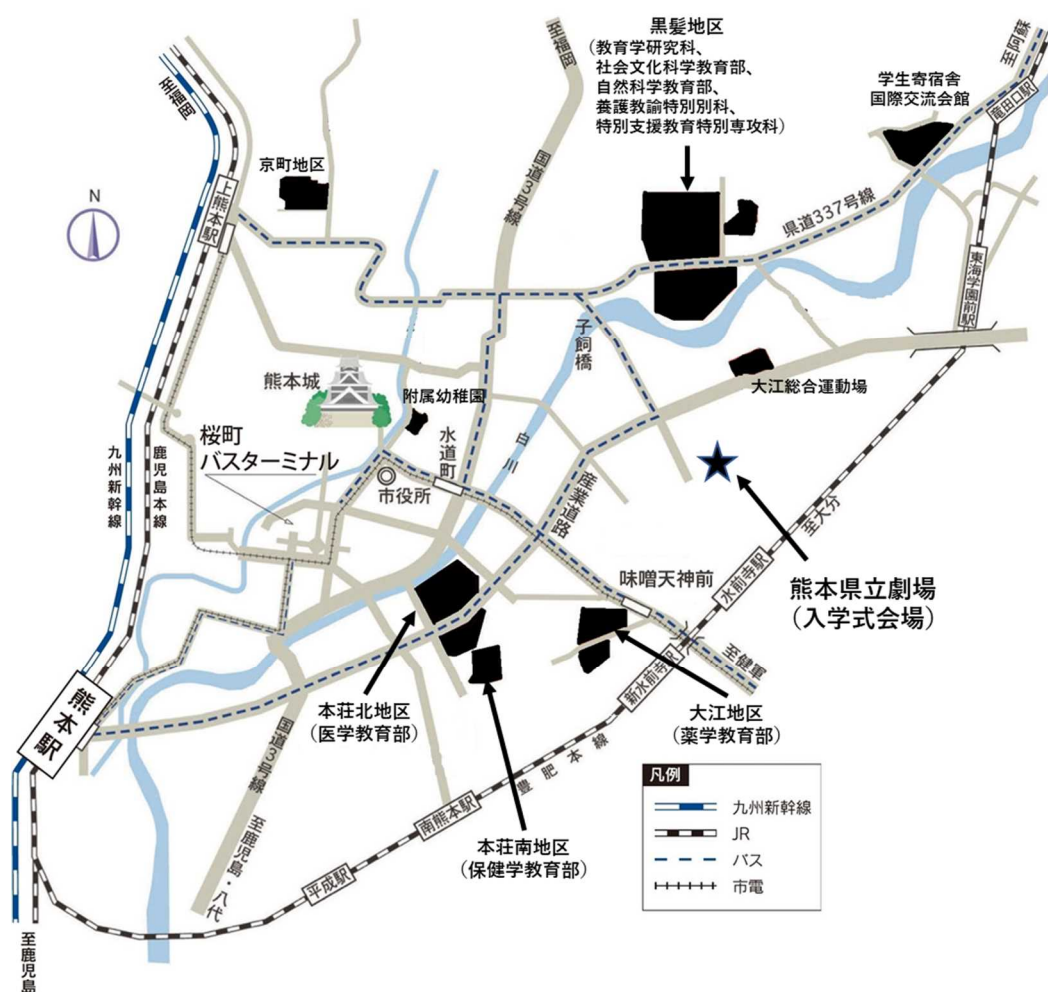 黒髪地区
（教育学研究科、
社会文化科学教育部、
自然科学教育部、
養護教諭特別別科、
特別支援教育特別専攻科）
至福岡
至福岡
至阿蘇
竜田口駅
学生寄宿舎
国際交流会館
京町地区
上熊本駅
国道3号線
県道337号線
N
東海学園前駅
子飼橋
熊本城
附属幼稚園
大江総合運動場
桜町
バスターミナル
水道町
白川
九州新幹線
鹿児島本線
市役所
産業道路
至大分
水前寺駅
熊本県立劇場
（入学式会場）
味噌天神前
至健軍
新水前寺駅
熊本駅
本荘北地区
（医学教育部）
大江地区
（薬学教育部）
国道3号線
豊肥本線
南熊本駅
本荘南地区
（保健学教育部）
至鹿児島・八代
平成駅
至鹿児島
凡例
九州新幹線
JR
バス
市電